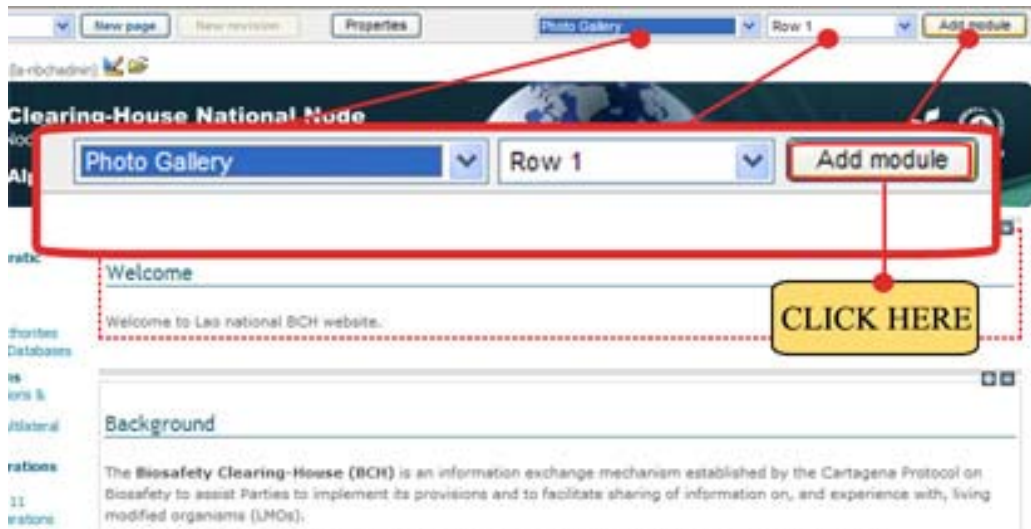 New page New revision Properties Photo Gallery Row 1 Add module
Clearing-House National Node
Photo Gallery Row 1 Add module
Welcome
Welcome to Lao national BCH website.
CLICK HERE
Databases
Background
The Biosafety Clearing-House (BCH) is an information exchange mechanism established by the Cartagena Protocol on
Biosafety to assist Parties to implement its provisions and to facilitate sharing of information on, and experience with, living
11
modified organisms (LMOs).